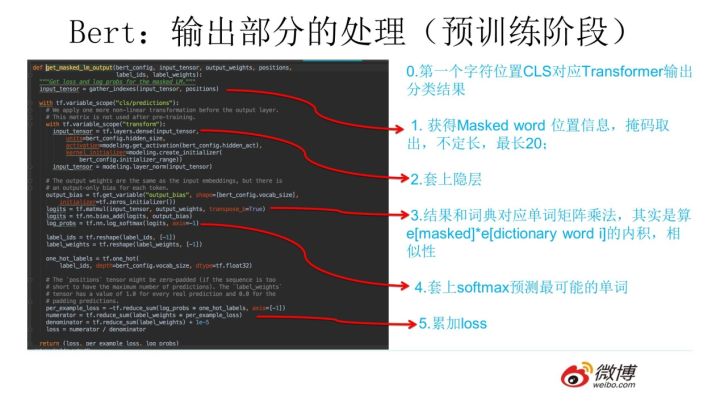 Bert：输出部分的处理（预训练阶段）
def get_masked_lm_output(bert_config, input_tensor, output_weights, positions,
label_ids, label_weights):
"""Get loss and log probs for the masked LM."""
input_tensor = gather_indexes(input_tensor, positions)
with tf.variable_scope("cls/predictions"):
# We apply one more non-linear transformation before the output layer.
# This matrix is not used after pre-training.
with tf.variable_scope("transform"):
input_tensor = tf.layers.dense(input_tensor,
units=bert_config.hidden_size,
activation=modeling.get_activation(bert_config.hidden_act),
kernel_initializer=modeling.create_initializer(
bert_config.initializer_range))
input_tensor = modeling.layer_norm(input_tensor)
# The output weights are the same as the input embeddings, but there is
# an output-only bias for each token.
output_bias = tf.get_variable("output_bias", shape=[bert_config.vocab_size],
initializer=tf.zeros_initializer())
logits = tf.matmul(input_tensor, output_weights, transpose_b=True)
logits = tf.nn.bias_add(logits, output_bias)
log_probs = tf.nn.log_softmax(logits, axis=-1)
label_ids = tf.reshape(label_ids, [-1])
label_weights = tf.reshape(label_weights, [-1])
one_hot_labels = tf.one_hot(
label_ids, depth=bert_config.vocab_size, dtype=tf.float32)
# The `positions` tensor might be zero-padded (if the sequence is too
# short to have the maximum number of predictions). The `label_weights`
# tensor has a value of 1.0 for every real prediction and 0.0 for the
# padding predictions.
per_example_loss = -tf.reduce_sum(log_probs * one_hot_labels, axis=[-1])
numerator = tf.reduce_sum(label_weights * per_example_loss)
denominator = tf.reduce_sum(label_weights) + 1e-5
loss = numerator / denominator
return (loss, per_example_loss, log_probs)
0.第一个字符位置CLS对应Transformer输出
分类结果
1. 获得Masked word 位置信息，掩码取
出，不定长，最长20；
2.套上隐层
3.结果和词典对应单词矩阵乘法，其实是算
e[masked]*e[dictionary word i]的内积，相
似性
4.套上softmax预测最可能的单词
5.累加loss
微博
weibo.com